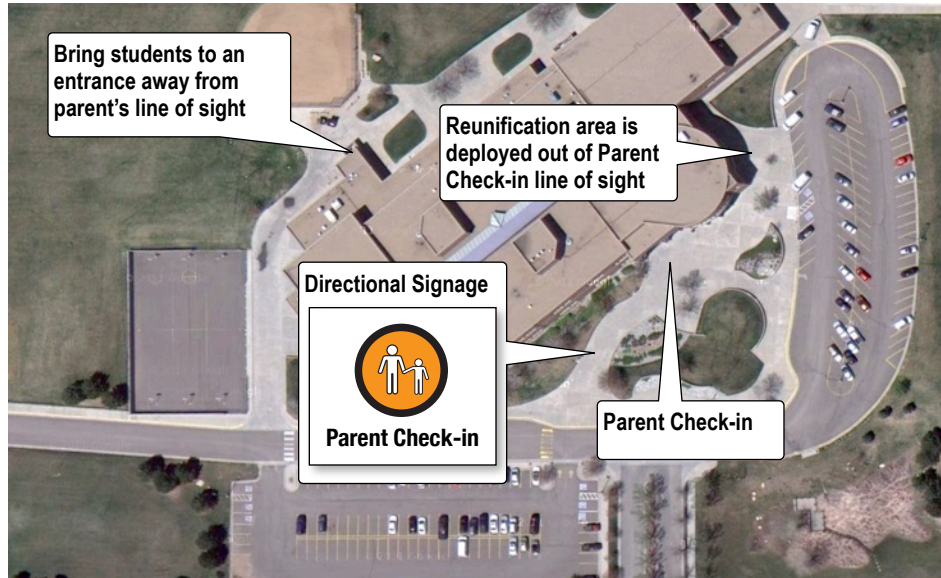 Bring students to an
entrance away from
parent's line of sight
Reunification area is
deployed out of Parent
Check-in line of sight
Directional Signage
Parent Check-in
Parent Check-in